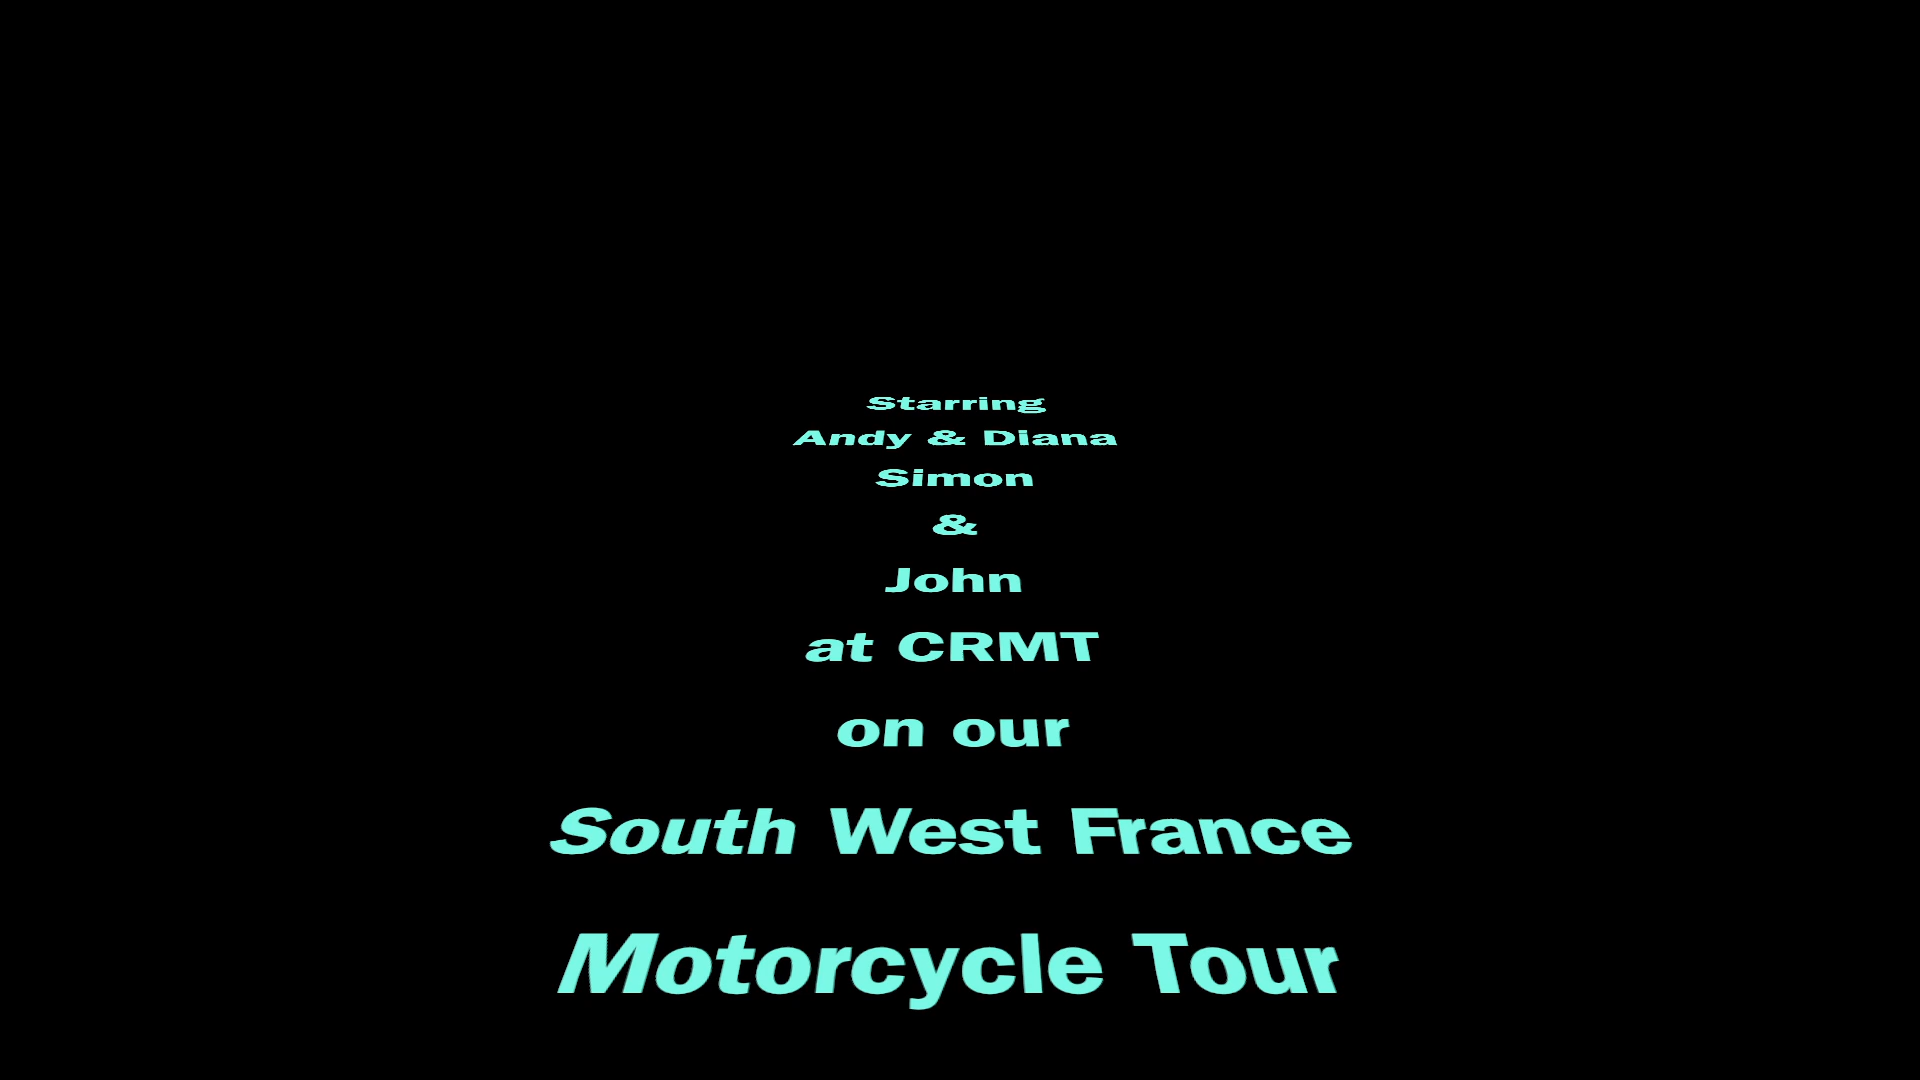 Starring
Andy & Diana
Simon
&
John
at CRMT
on our
South West France
Motorcycle Tour